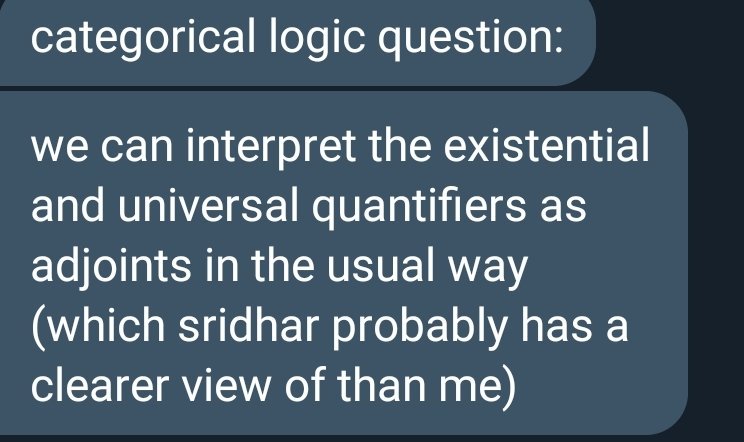 categorical logic question:
we can interpret the existential
and universal quantifiers as
adjoints in the usual way
(which sridhar probably has a
clearer view of than me)